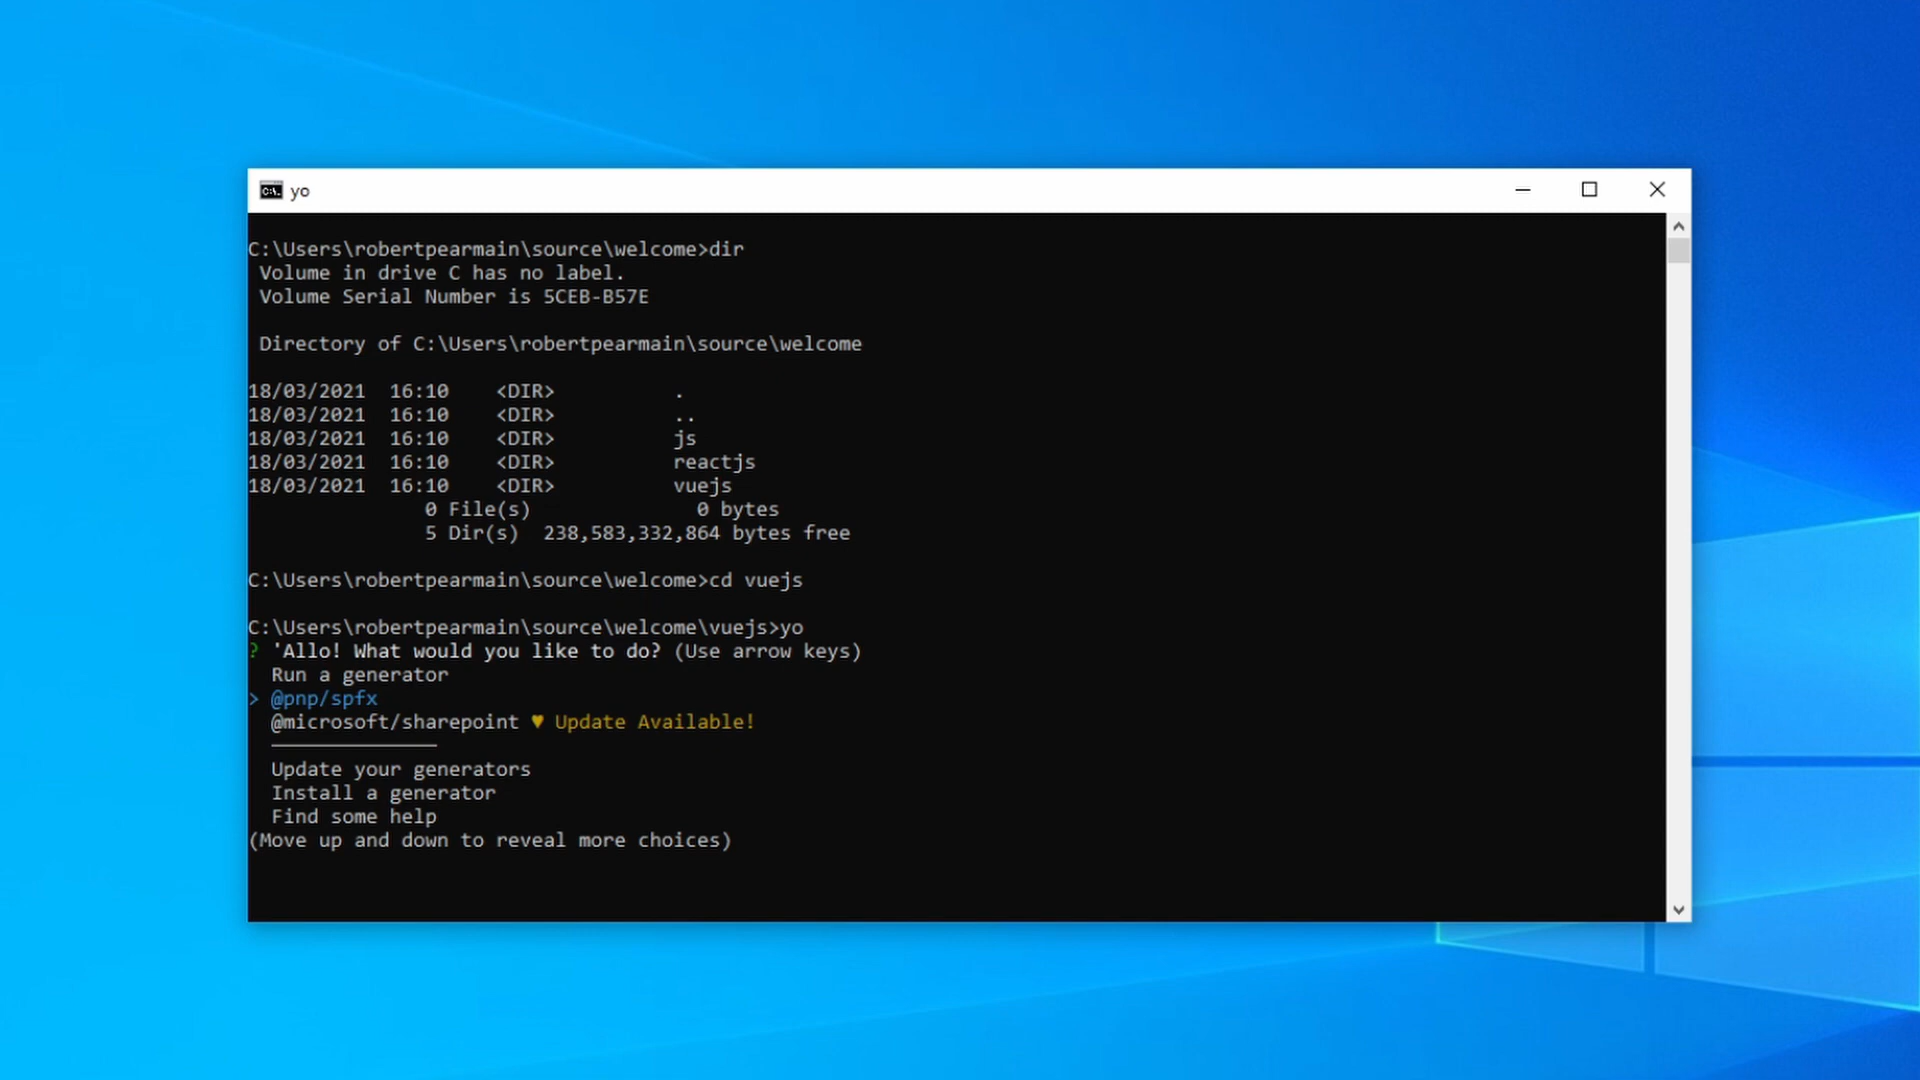 yo
C:\Users\robertpearmain\source\welcome>dir
Volume in drive C has no label.
Volume Serial Number is 5CEB-B57E
Directory of C:\Users\robertpearmain\source\welcome
18/03/2021  16:10    <DIR>          .
18/03/2021  16:10    <DIR>          ..
18/03/2021  16:10    <DIR>          js
18/03/2021  16:10    <DIR>          reactjs
18/03/2021  16:10    <DIR>          vuejs
0 File(s)              0 bytes
5 Dir(s)  238,583,332,864 bytes free
C:\Users\robertpearmain\source\welcome>cd vuejs
C:\Users\robertpearmain\source\welcome\vuejs>yo
? 'Allo! What would you like to do? (Use arrow keys)
Run a generator
> @pnp/spfx
@microsoft/sharepoint ♥ Update Available!
Update your generators
Install a generator
Find some help
(Move up and down to reveal more choices)